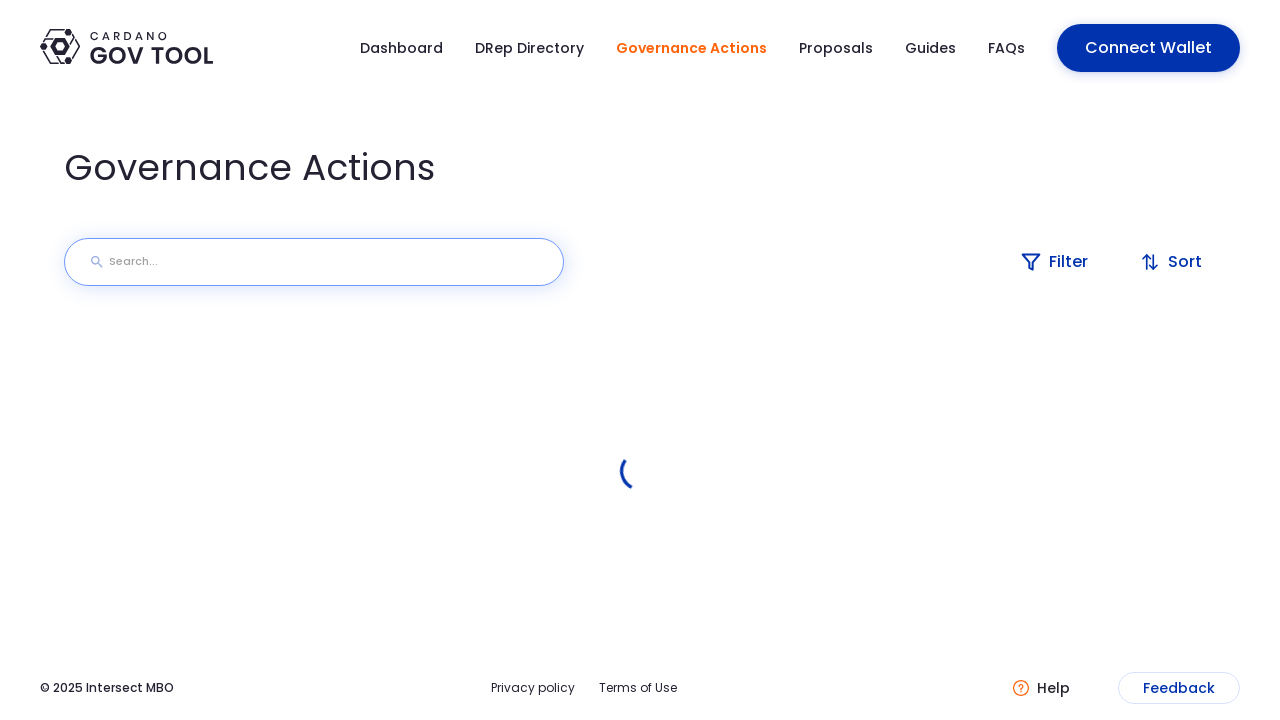 CARDANO
GOV TOOL
Dashboard
DRep Directory
Governance Actions
Proposals
Guides
FAQs
Connect Wallet
Governance Actions
Search...
Filter
Sort
© 2025 Intersect MBO
Privacy policy
Terms of Use
Help
Feedback